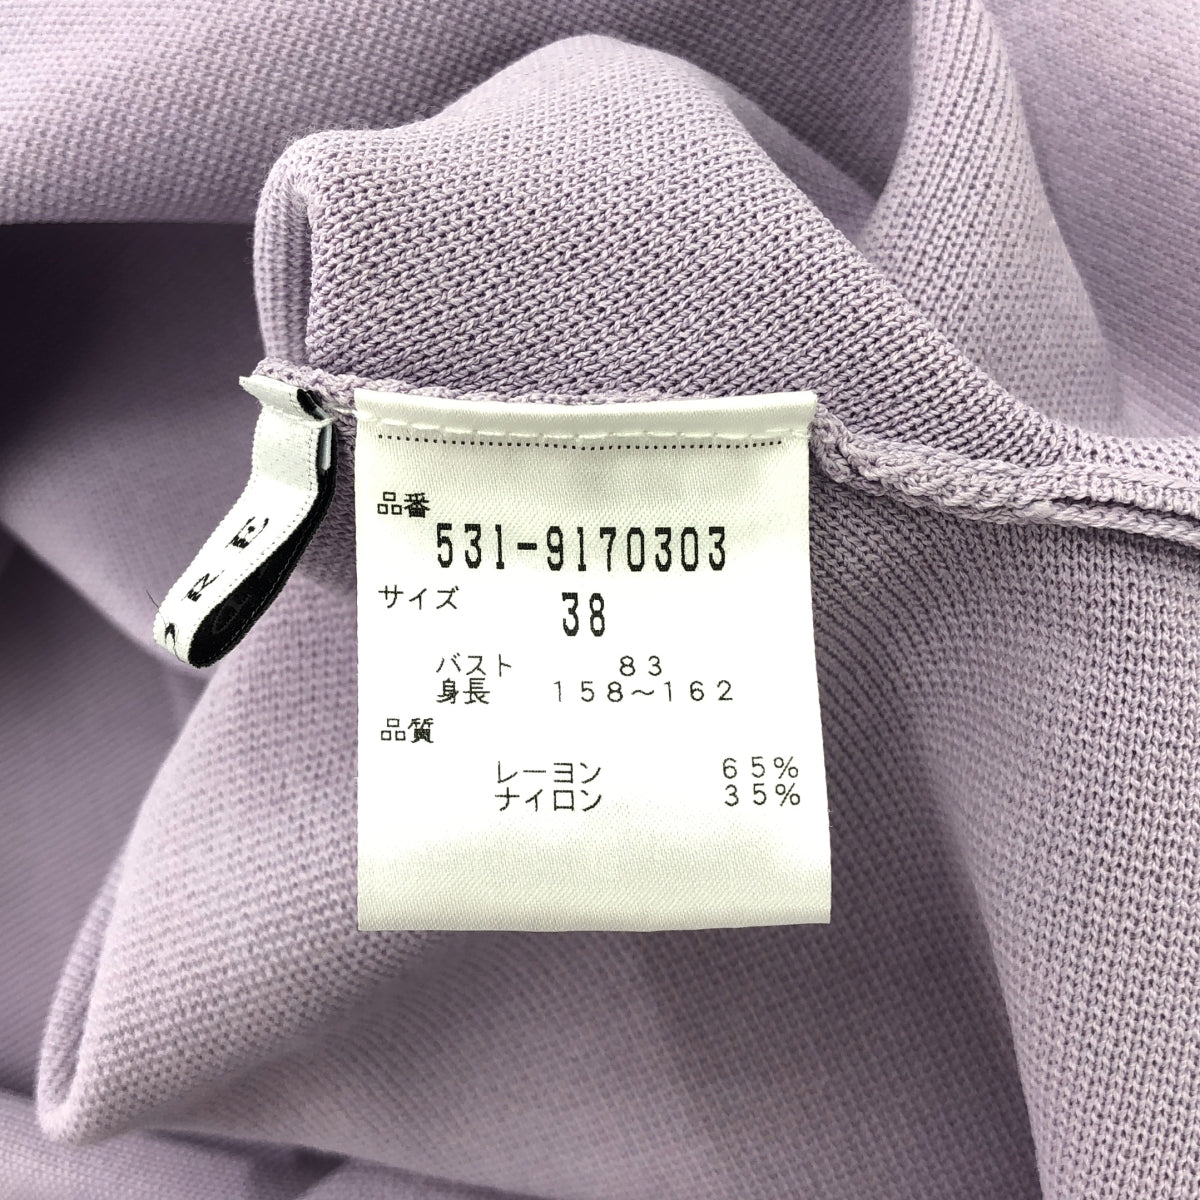 品番
531-9170303
サイズ
38
バスト 83
身長 158～162
品質
レーヨン 65%
ナイロン 35%